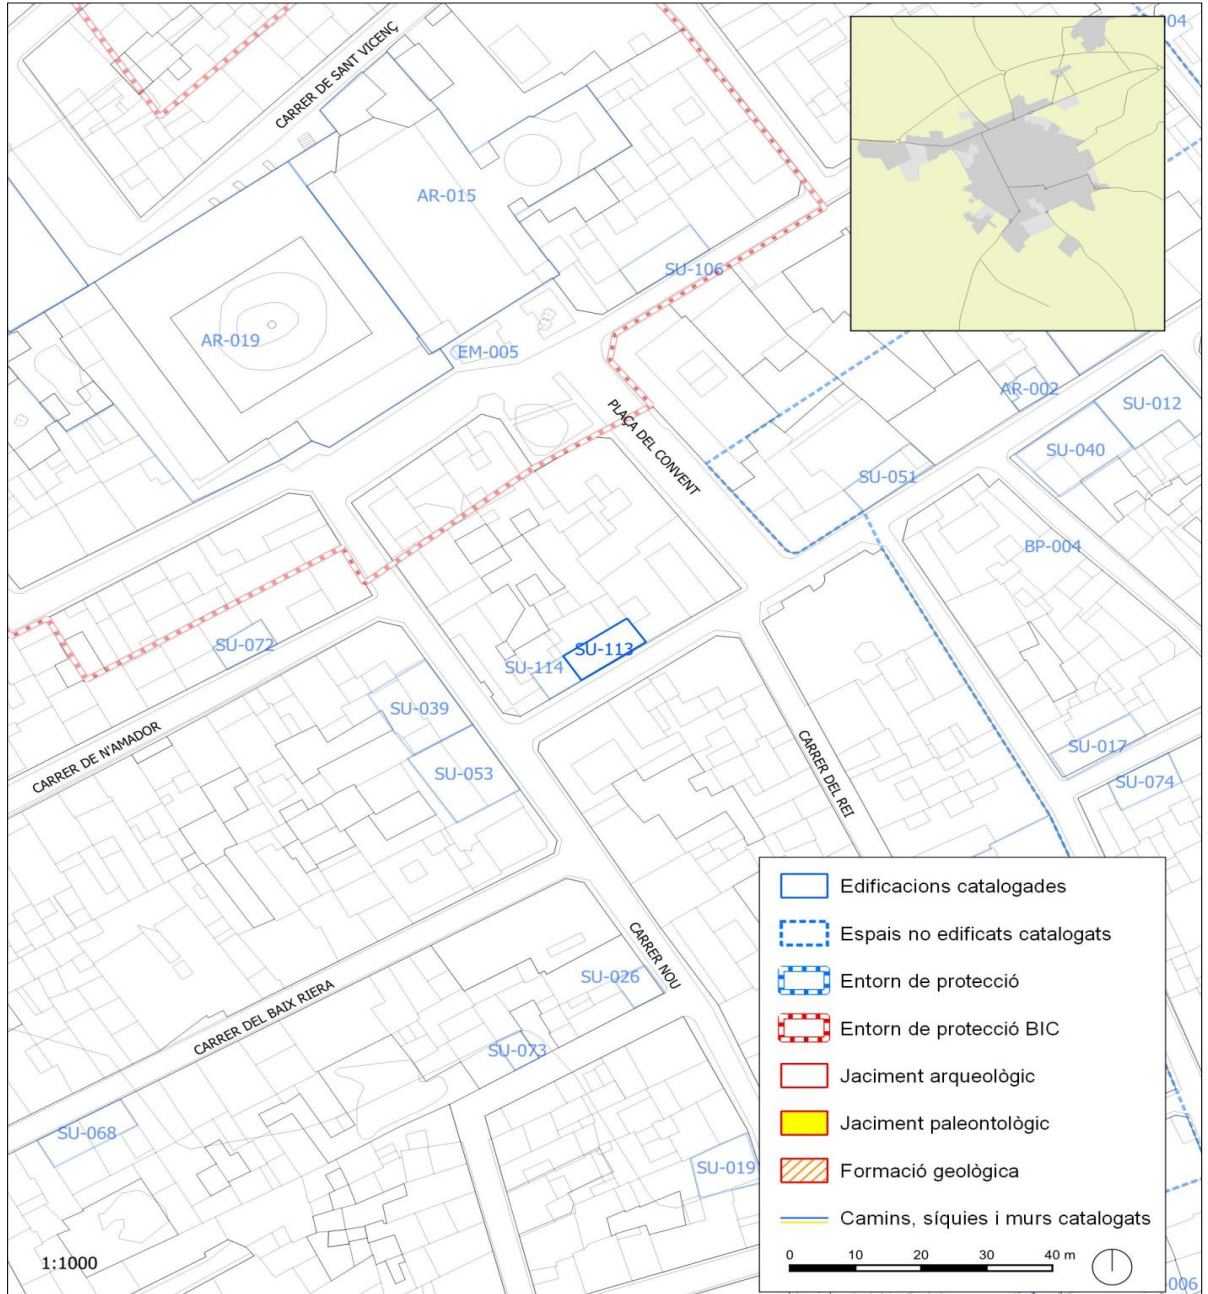 04
CARRER DE SANT VICENÇ
AR-015
SU-106
AR-019
EM-005
AR-002
SU-012
PLAÇA DEL CONVENT
SU-040
SU-051
BP-004
SU-072
SU-113
SU-114
SU-039
CARRER DE N'AMADOR
SU-053
CARRER DEL REI
SU-017
SU-074
CARRER NOU
SU-026
CARRER DEL BAIX RIERA
SU-073
SU-068
SU-019
1:1000
Edificacions catalogades
Espais no edificats catalogats
Entorn de protecció
Entorn de protecció BIC
Jaciment arqueològic
Jaciment paleontològic
Formació geològica
Camins, síquies i murs catalogats
0 10 20 30 40 m
-006